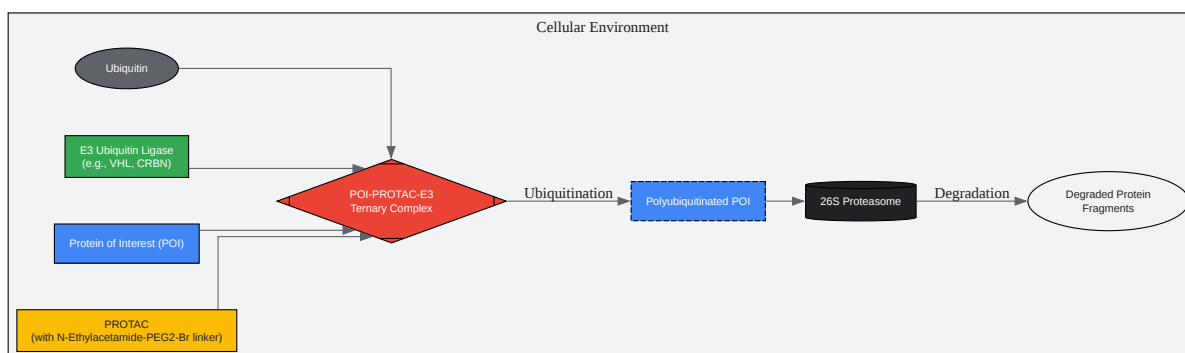 Cellular Environment
Ubiquitin
E3 Ubiquitin Ligase
(e.g., VHL, CRBN)
POI-PROTAC-E3
Ternary Complex
Ubiquitination
Polyubiquitinated POI
26S Proteasome
Degradation
Degraded Protein
Fragments
Protein of Interest (POI)
PROTAC
(with N-Ethylacetamide-PEG2-Br linker)